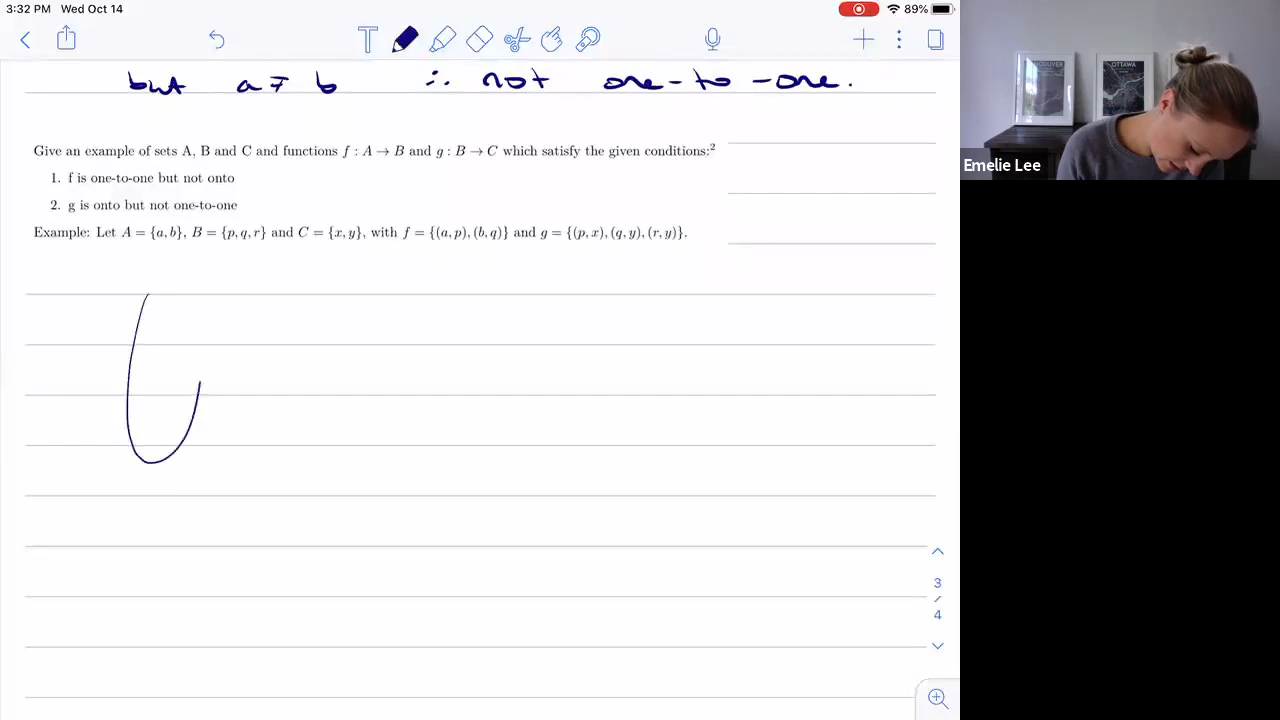 3:32 PM Wed Oct 14
89%
but a ≠ b ∴ not one-to-one.
Give an example of sets A, B and C and functions f : A → B and g : B → C which satisfy the given conditions:²
1. f is one-to-one but not onto
2. g is onto but not one-to-one
Example: Let A = {a, b}, B = {p, q, r} and C = {x, y}, with f = {(a, p), (b, q)} and g = {(p, x), (q, y), (r, y)}.
3
/
4
VANCOUVER
OTTAWA
Emelie Lee